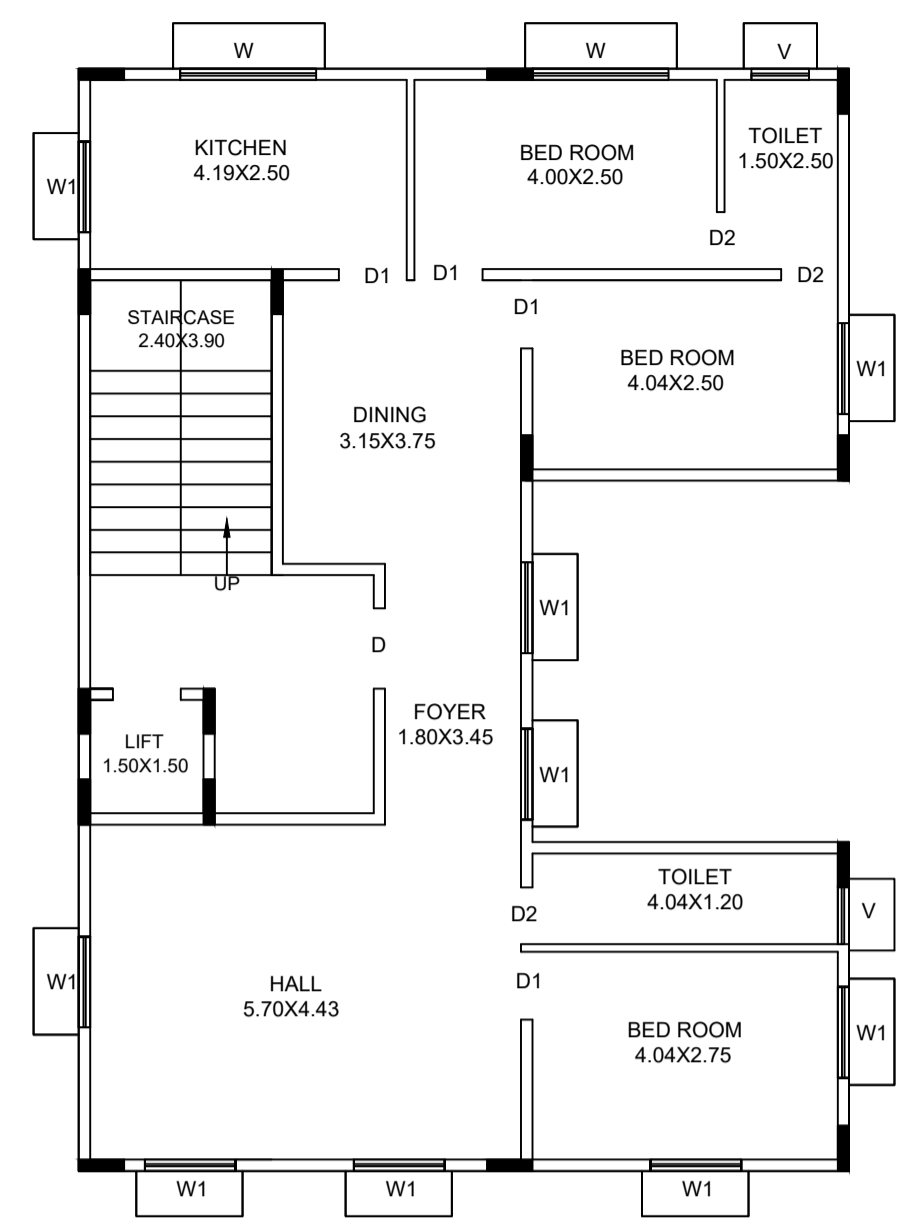 W
W
V
KITCHEN
4.19X2.50
BED ROOM
4.00X2.50
TOILET
1.50X2.50
W1
D2
D1
D1
D2
D1
STAIRCASE
2.40X3.90
BED ROOM
4.04X2.50
W1
DINING
3.15X3.75
UP
W1
D
FOYER
1.80X3.45
LIFT
1.50X1.50
W1
TOILET
4.04X1.20
D2
V
W1
HALL
5.70X4.43
D1
BED ROOM
4.04X2.75
W1
W1
W1
W1